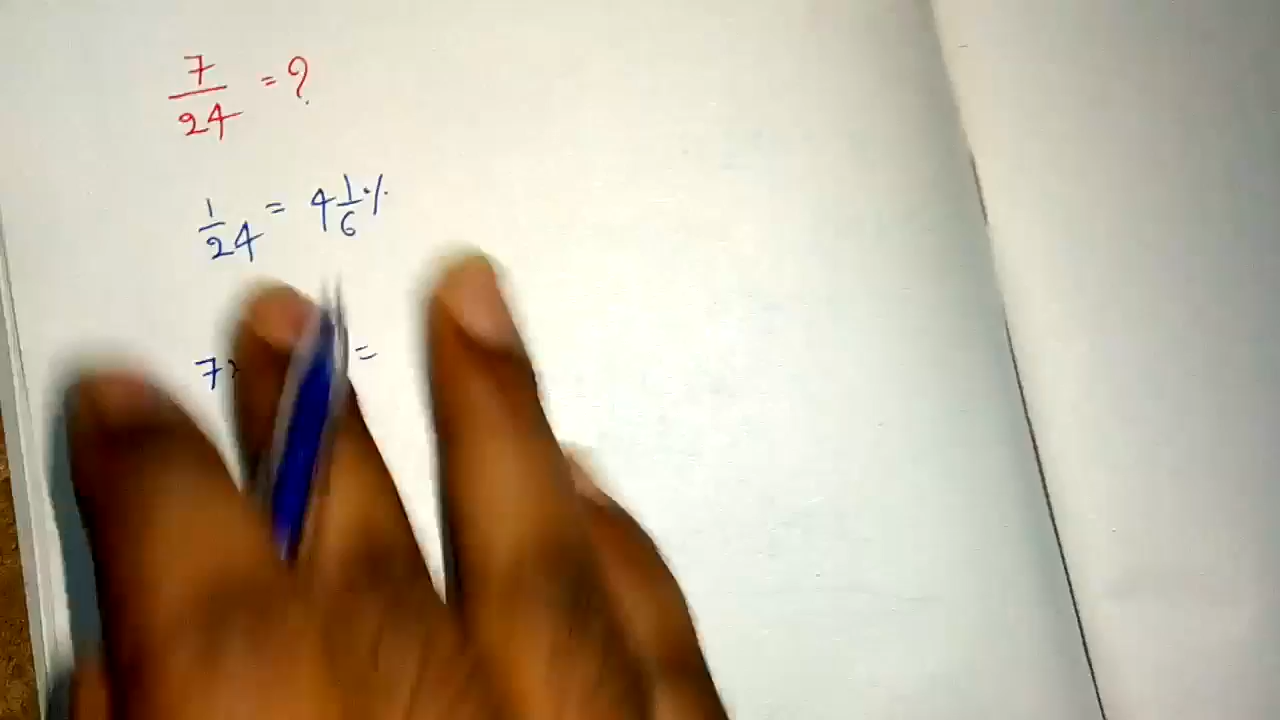 7/24 = ?
1/24 = 4 1/6 %
7× =